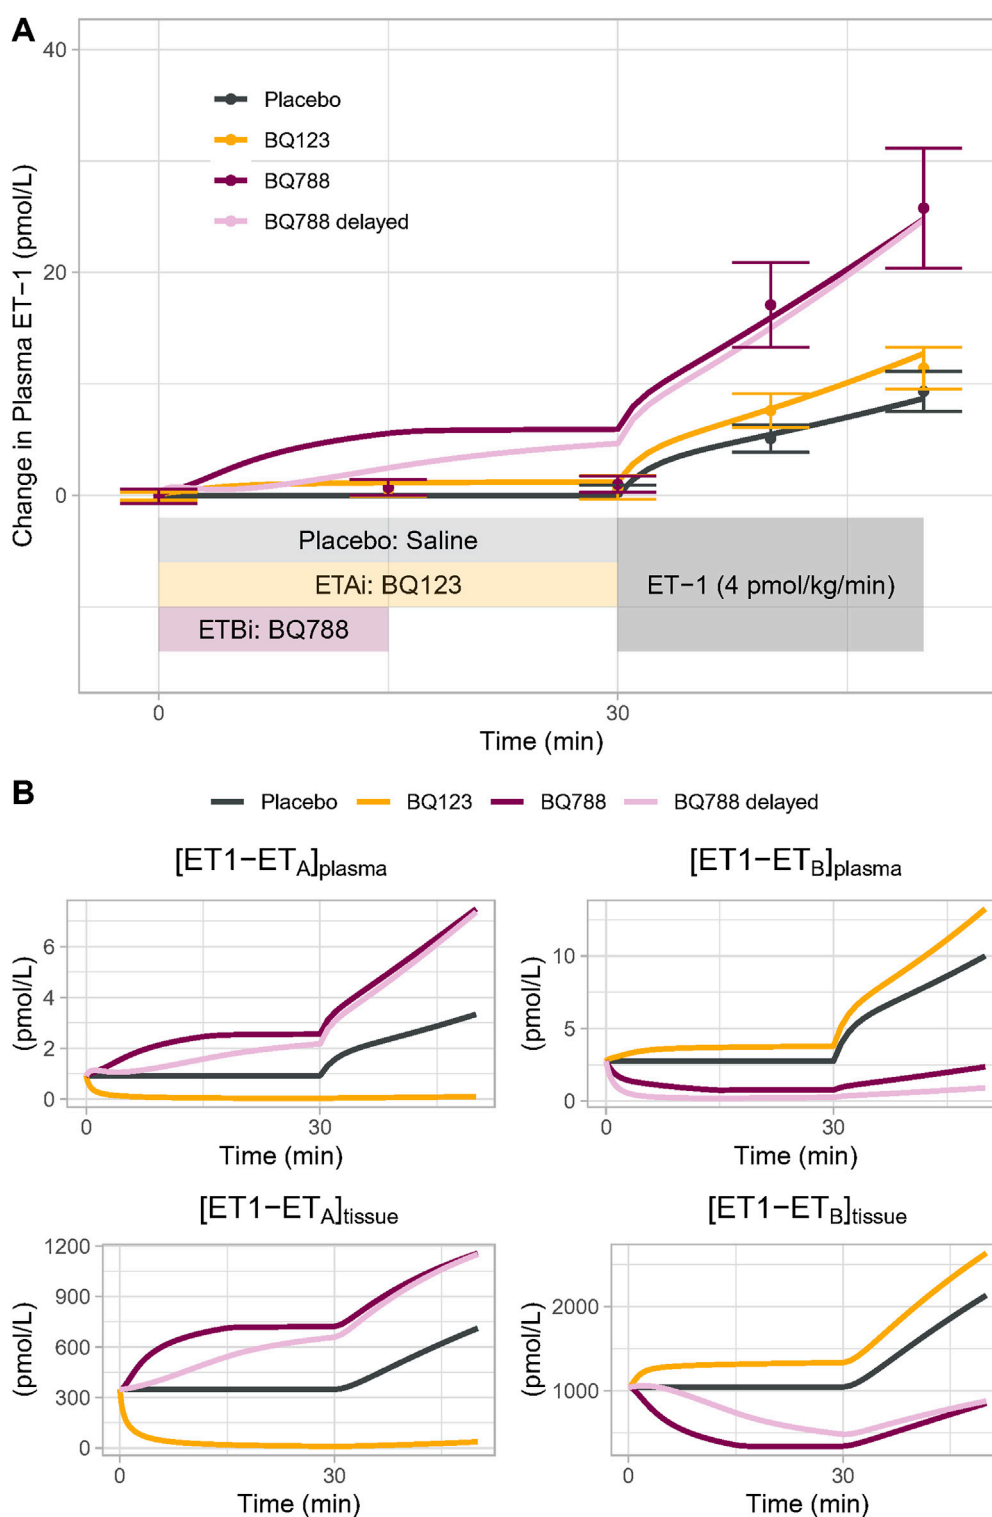 A
Change in Plasma ET−1 (pmol/L)
40
20
0
Placebo
BQ123
BQ788
BQ788 delayed
Placebo: Saline
ETAi: BQ123
ETBi: BQ788
ET−1 (4 pmol/kg/min)
0 30
Time (min)
B
Placebo BQ123 BQ788 BQ788 delayed
[ET1−ETA]plasma
(pmol/L)
6
4
2
0
0 30
Time (min)
[ET1−ETB]plasma
(pmol/L)
10
5
0
0 30
Time (min)
[ET1−ETA]tissue
(pmol/L)
1200
900
600
300
0
0 30
Time (min)
[ET1−ETB]tissue
(pmol/L)
2000
1000
0 30
Time (min)